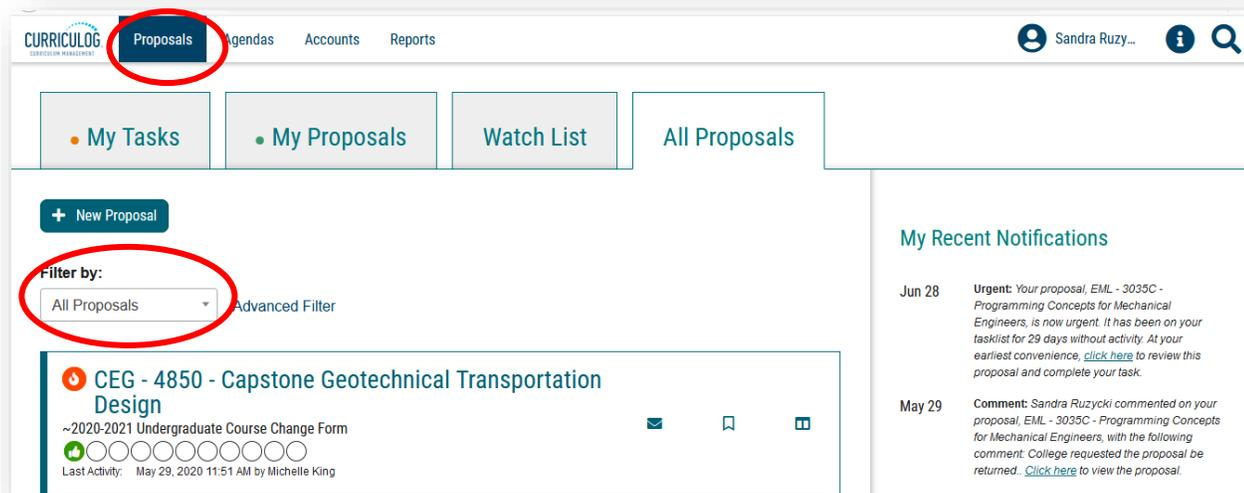 CURRICULOG
CURRICULUM MANAGEMENT
Proposals
Agendas
Accounts
Reports
Sandra Ruzy...
My Tasks
My Proposals
Watch List
All Proposals
+ New Proposal
Filter by:
All Proposals
Advanced Filter
CEG - 4850 - Capstone Geotechnical Transportation
Design
~2020-2021 Undergraduate Course Change Form
Last Activity: May 29, 2020 11:51 AM by Michelle King
My Recent Notifications
Jun 28
Urgent: Your proposal, EML - 3035C -
Programming Concepts for Mechanical
Engineers, is now urgent. It has been on your
tasklist for 29 days without activity. At your
earliest convenience, click here to review this
proposal and complete your task.
May 29
Comment: Sandra Ruzycki commented on your
proposal, EML - 3035C - Programming Concepts
for Mechanical Engineers, with the following
comment: College requested the proposal be
returned.. Click here to view the proposal.